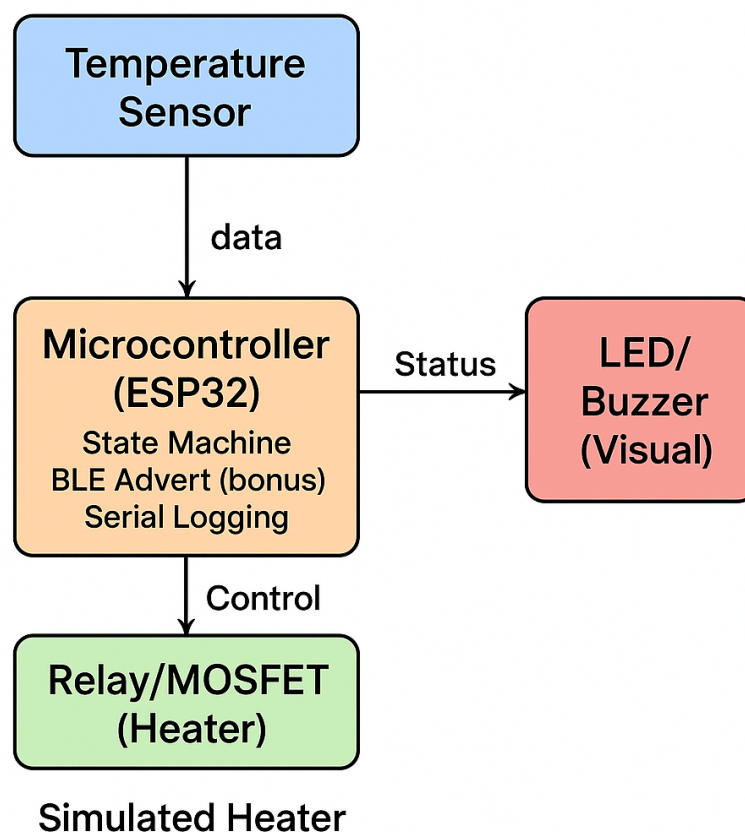 Temperature
Sensor
data
Microcontroller
(ESP32)
State Machine
BLE Advert (bonus)
Serial Logging
Status
LED/
Buzzer
(Visual)
Control
Relay/MOSFET
(Heater)
Simulated Heater